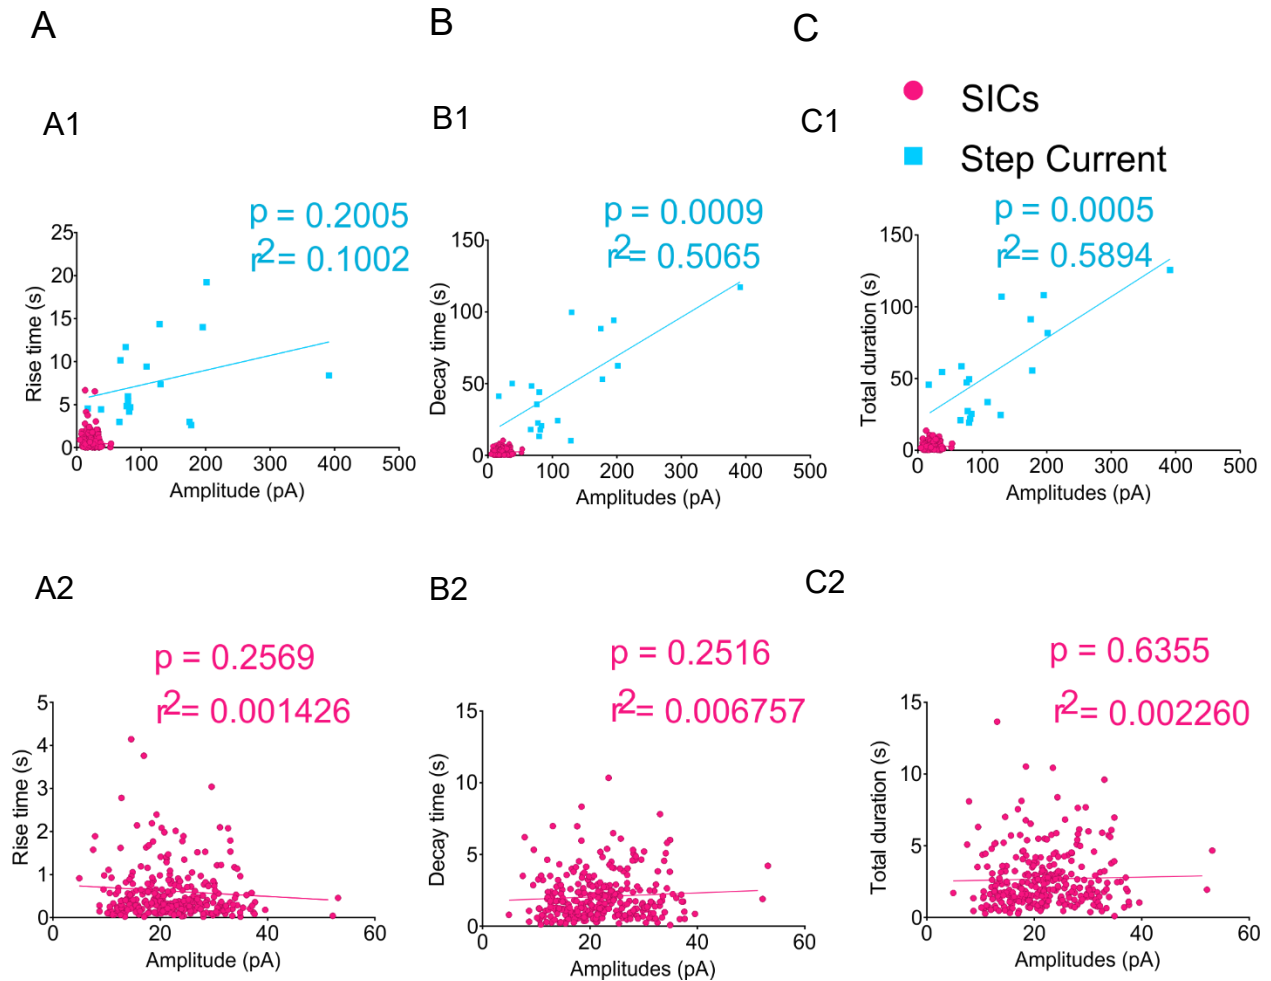 A
B
C
SICs
Step Current
A1
B1
C1
p = 0.2005
r2= 0.1002
25
20
15
10
5
0
Rise time (s)
0
100
200
300
400
500
Amplitude (pA)
p = 0.0009
r2= 0.5065
150
100
50
0
Decay time (s)
0
100
200
300
400
500
Amplitudes (pA)
p = 0.0005
r2= 0.5894
150
100
50
0
Total duration (s)
0
100
200
300
400
500
Amplitudes (pA)
A2
B2
C2
p = 0.2569
r2= 0.001426
5
4
3
2
1
0
Rise time (s)
0
20
40
60
Amplitude (pA)
p = 0.2516
r2= 0.006757
15
10
5
0
Decay time (s)
0
20
40
60
Amplitudes (pA)
p = 0.6355
r2= 0.002260
15
10
5
0
Total duration (s)
0
20
40
60
Amplitudes (pA)